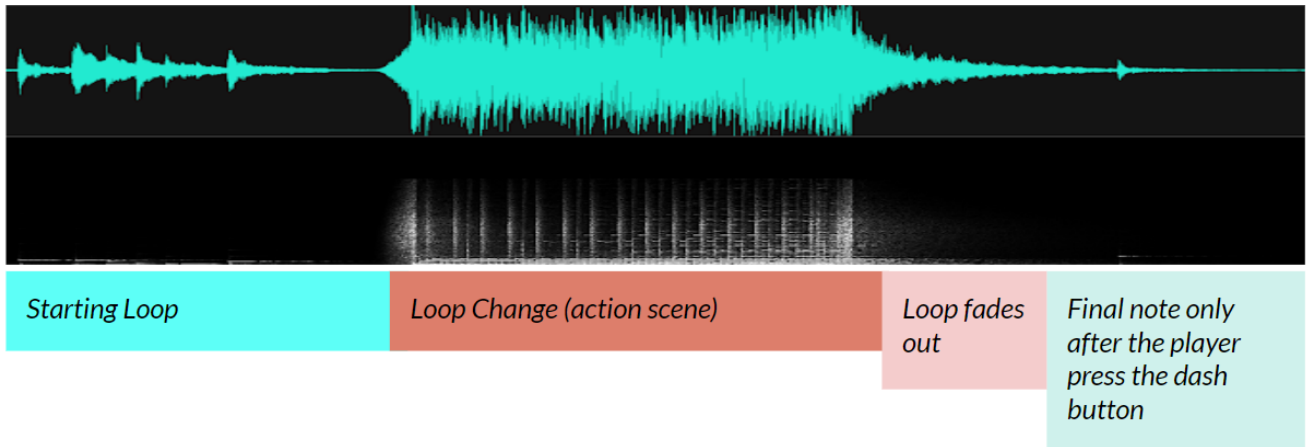 Starting Loop
Loop Change (action scene)
Loop fades
out
Final note only
after the player
press the dash
button